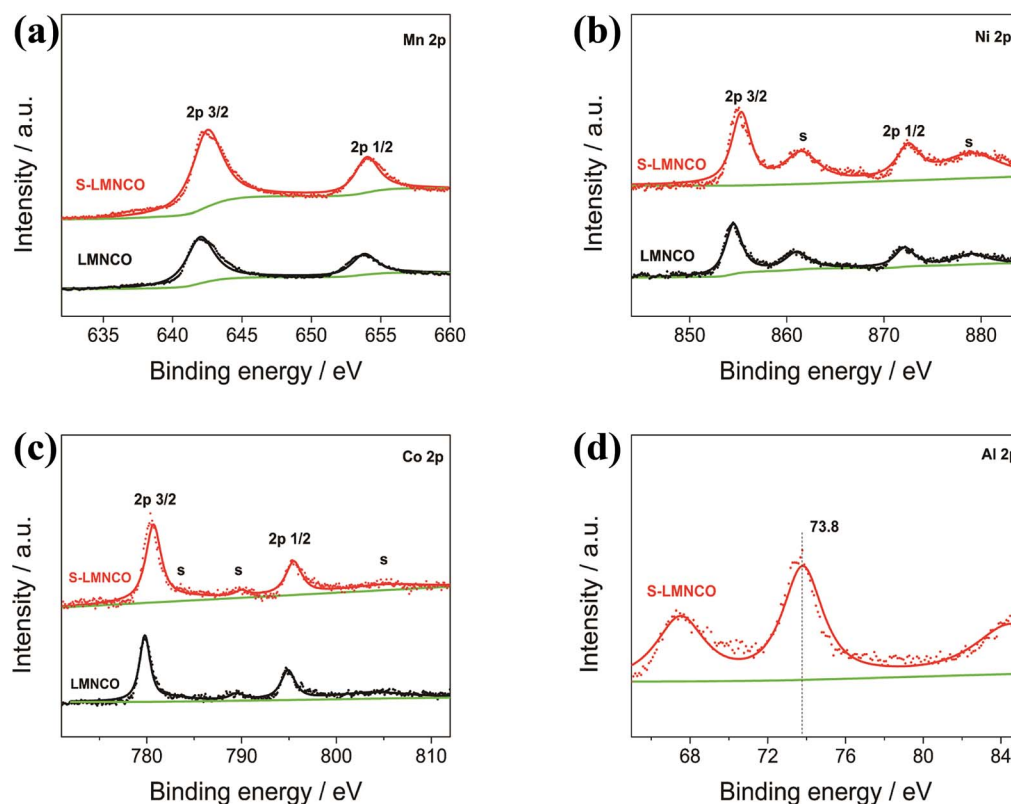 (a)
Mn 2p
2p 3/2
2p 1/2
S-LMNCO
LMNCO
Intensity / a.u.
635 640 645 650 655 660
Binding energy / eV
(b)
Ni 2p
2p 3/2
s
2p 1/2
s
S-LMNCO
LMNCO
Intensity / a.u.
850 860 870 880
Binding energy / eV
(c)
Co 2p
2p 3/2
s
s
2p 1/2
s
S-LMNCO
LMNCO
Intensity / a.u.
780 790 800 810
Binding energy / eV
(d)
Al 2p
73.8
S-LMNCO
Intensity / a.u.
68 72 76 80 84
Binding energy / eV